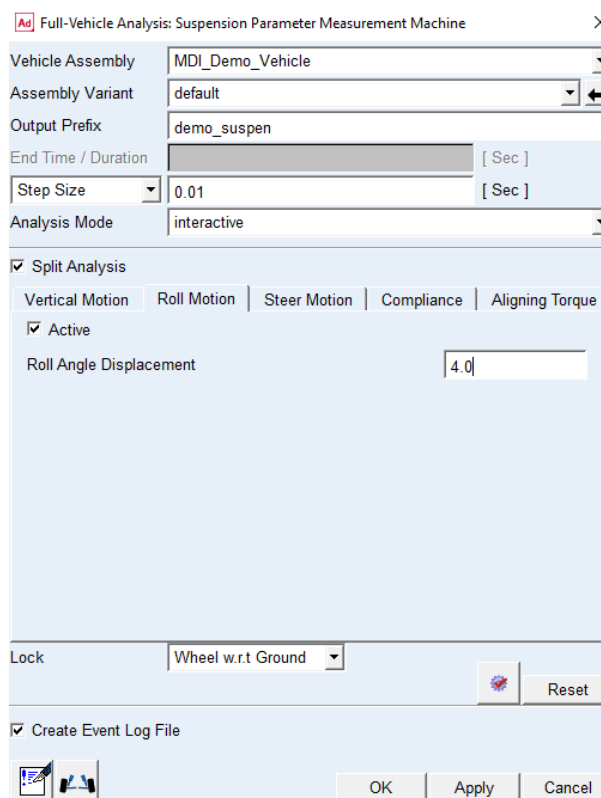 Ad Full-Vehicle Analysis: Suspension Parameter Measurement Machine
Vehicle Assembly MDI_Demo_Vehicle
Assembly Variant default
Output Prefix demo_suspen
End Time / Duration [ Sec ]
Step Size 0.01 [ Sec ]
Analysis Mode interactive
Split Analysis
Vertical Motion Roll Motion Steer Motion Compliance Aligning Torque
Active
Roll Angle Displacement 4.0
Lock Wheel w.r.t Ground
Reset
Create Event Log File
OK Apply Cancel